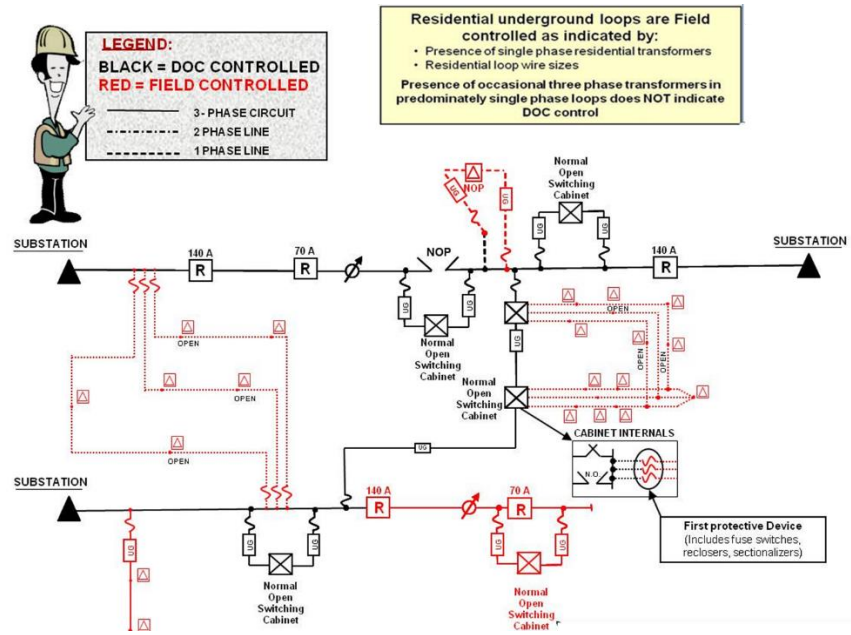 LEGEND:
BLACK = DOC CONTROLLED
RED = FIELD CONTROLLED
3- PHASE CIRCUIT
2 PHASE LINE
1 PHASE LINE
Residential underground loops are Field
controlled as indicated by:
• Presence of single phase residential transformers
• Residential loop wire sizes
Presence of occasional three phase transformers in
predominately single phase loops does NOT indicate
DOC control
Normal
Open
Switching
Cabinet
UG
NOP
UG
UG
UG
SUBSTATION
140 A
R
70 A
R
NOP
140 A
R
SUBSTATION
UG
UG
Normal
Open
Switching
Cabinet
OPEN
OPEN
OPEN
OPEN
UG
OPEN
OPEN
OPEN
Normal
Open
Switching
Cabinet
UG
CABINET INTERNALS
N.O.
SUBSTATION
140 A
R
70 A
R
First protective Device
(Includes fuse switches,
reclosers, sectionalizers)
UG
UG
UG
UG
UG
Normal
Open
Switching
Cabinet
Normal
Open
Switching
Cabinet